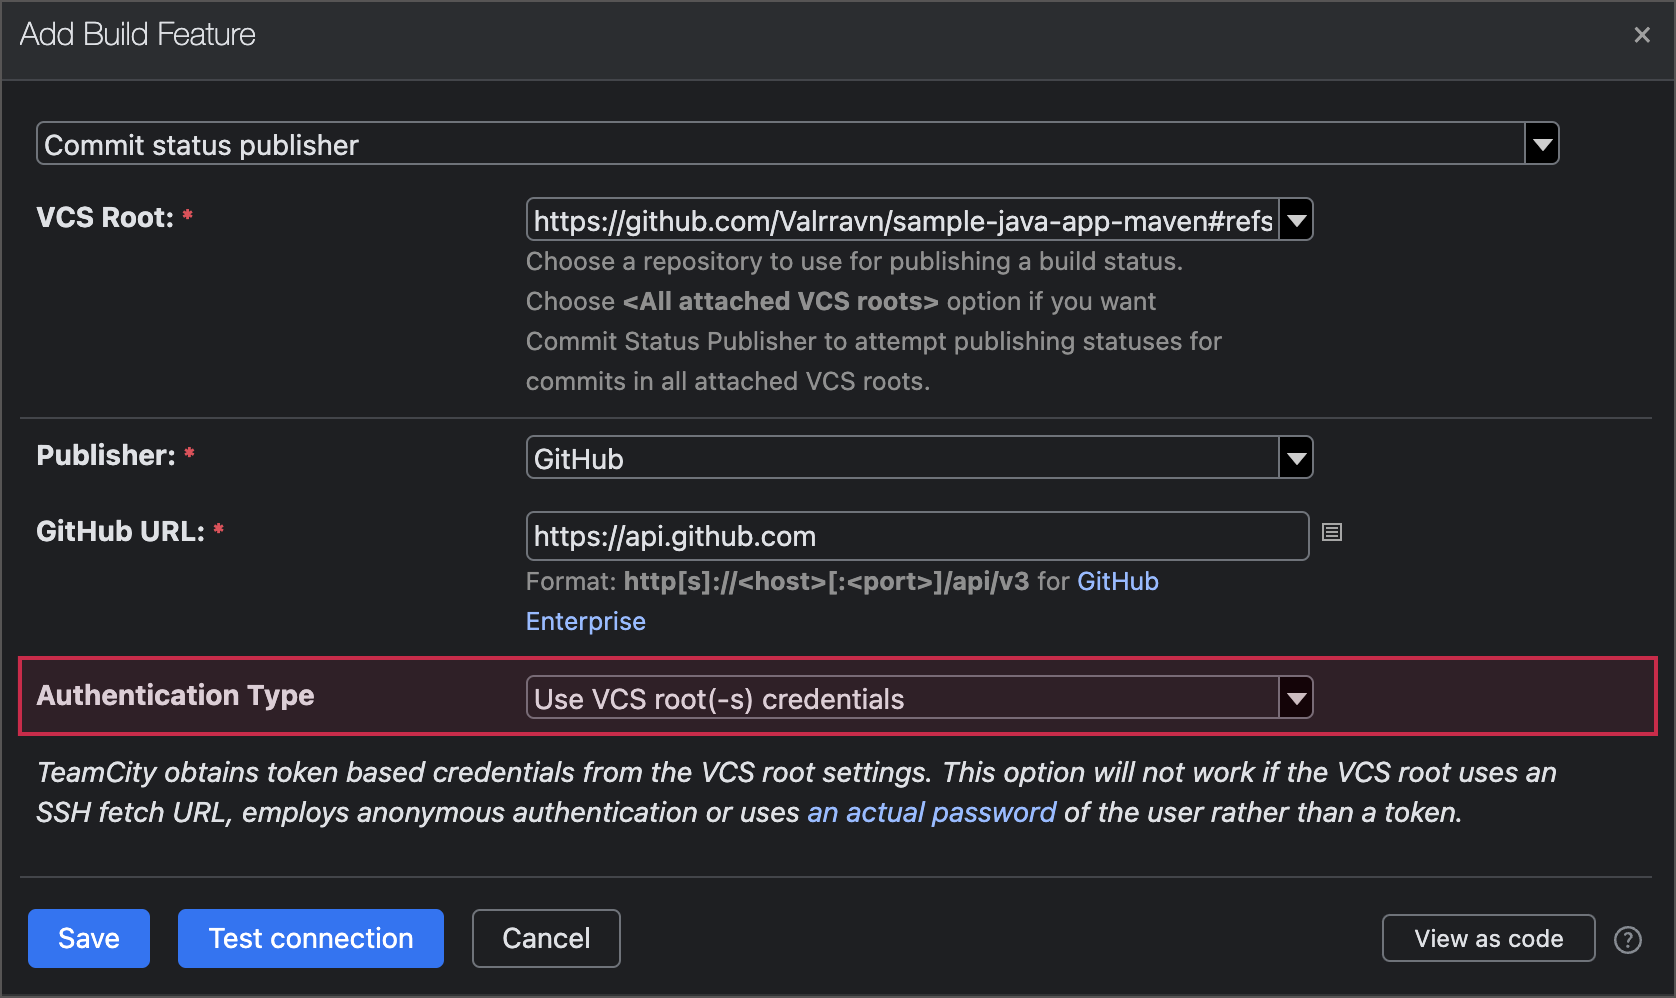 Add Build Feature
Commit status publisher
VCS Root: *
https://github.com/Valrravn/sample-java-app-maven#refs
Choose a repository to use for publishing a build status.
Choose <All attached VCS roots> option if you want
Commit Status Publisher to attempt publishing statuses for
commits in all attached VCS roots.
Publisher: *
GitHub
GitHub URL: *
https://api.github.com
Format: http[s]://<host>[:<port>]/api/v3 for GitHub
Enterprise
Authentication Type
Use VCS root(-s) credentials
TeamCity obtains token based credentials from the VCS root settings. This option will not work if the VCS root uses an
SSH fetch URL, employs anonymous authentication or uses an actual password of the user rather than a token.
Save
Test connection
Cancel
View as code
?